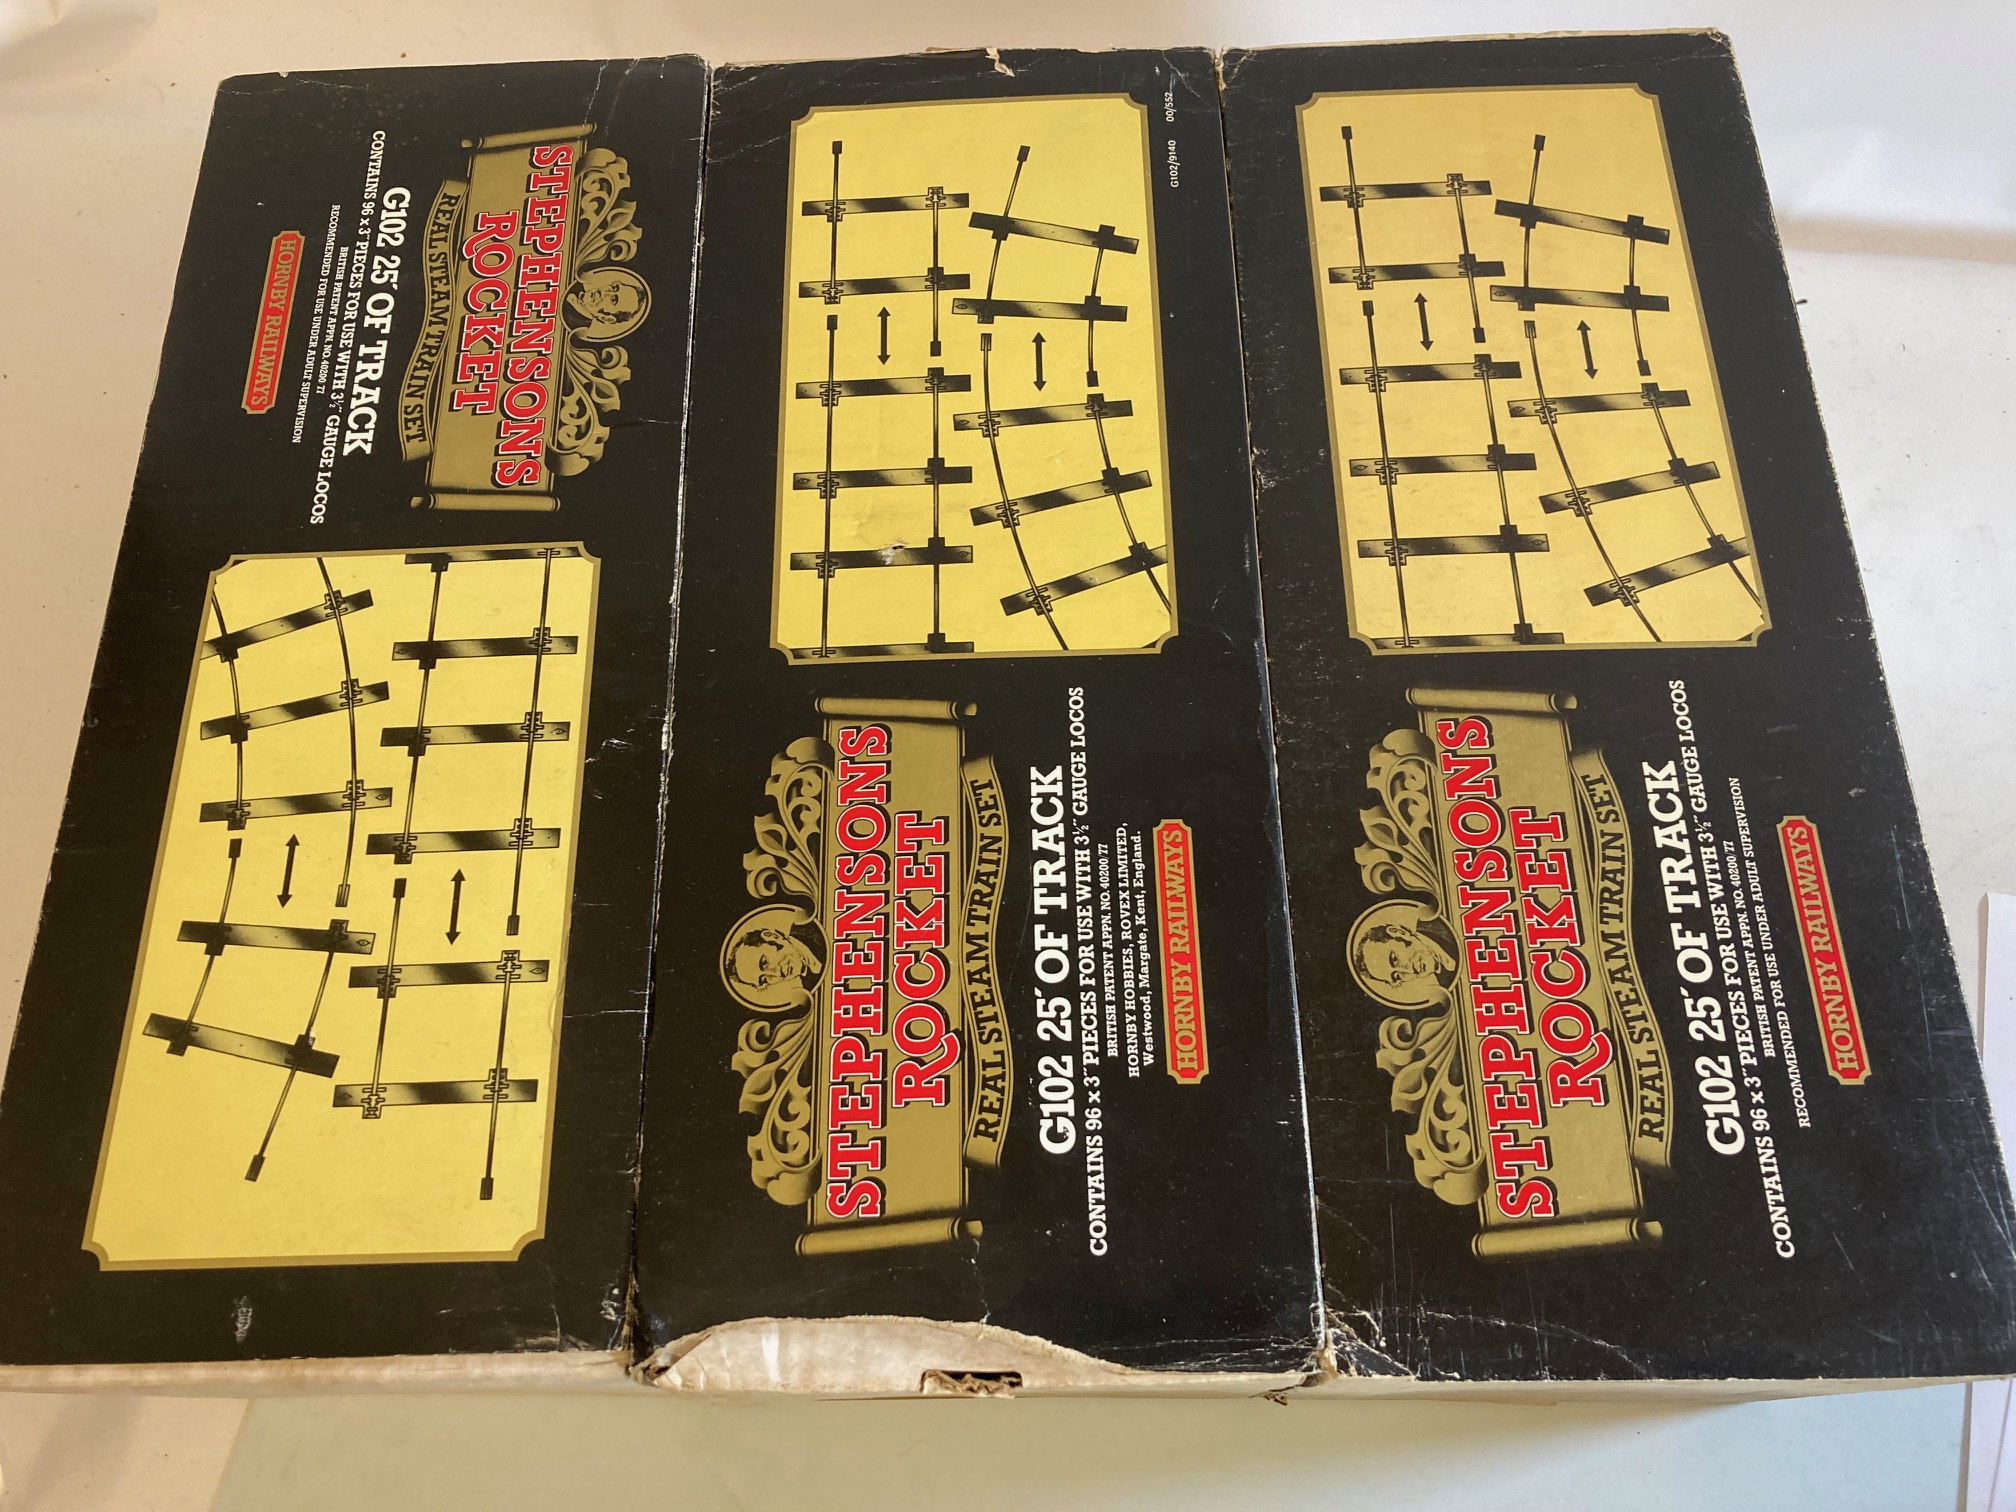 STEPHENSONS
ROCKET
REAL STEAM TRAIN SET
G102 25' OF TRACK
CONTAINS 96 x 3" PIECES FOR USE WITH 3½" GAUGE LOCOS
BRITISH PATENT APPN. NO. 40200/77
RECOMMENDED FOR USE UNDER ADULT SUPERVISION
HORNBY RAILWAYS
G102/9140 00/552
STEPHENSONS
ROCKET
REAL STEAM TRAIN SET
G102 25' OF TRACK
CONTAINS 96 x 3" PIECES FOR USE WITH 3½" GAUGE LOCOS
BRITISH PATENT APPN. NO. 40200/77
HORNBY HOBBIES, ROVEX LIMITED,
Westwood, Margate, Kent, England.
HORNBY RAILWAYS
STEPHENSONS
ROCKET
REAL STEAM TRAIN SET
G102 25' OF TRACK
CONTAINS 96 x 3" PIECES FOR USE WITH 3½" GAUGE LOCOS
BRITISH PATENT APPN. NO. 40200/77
RECOMMENDED FOR USE UNDER ADULT SUPERVISION
HORNBY RAILWAYS